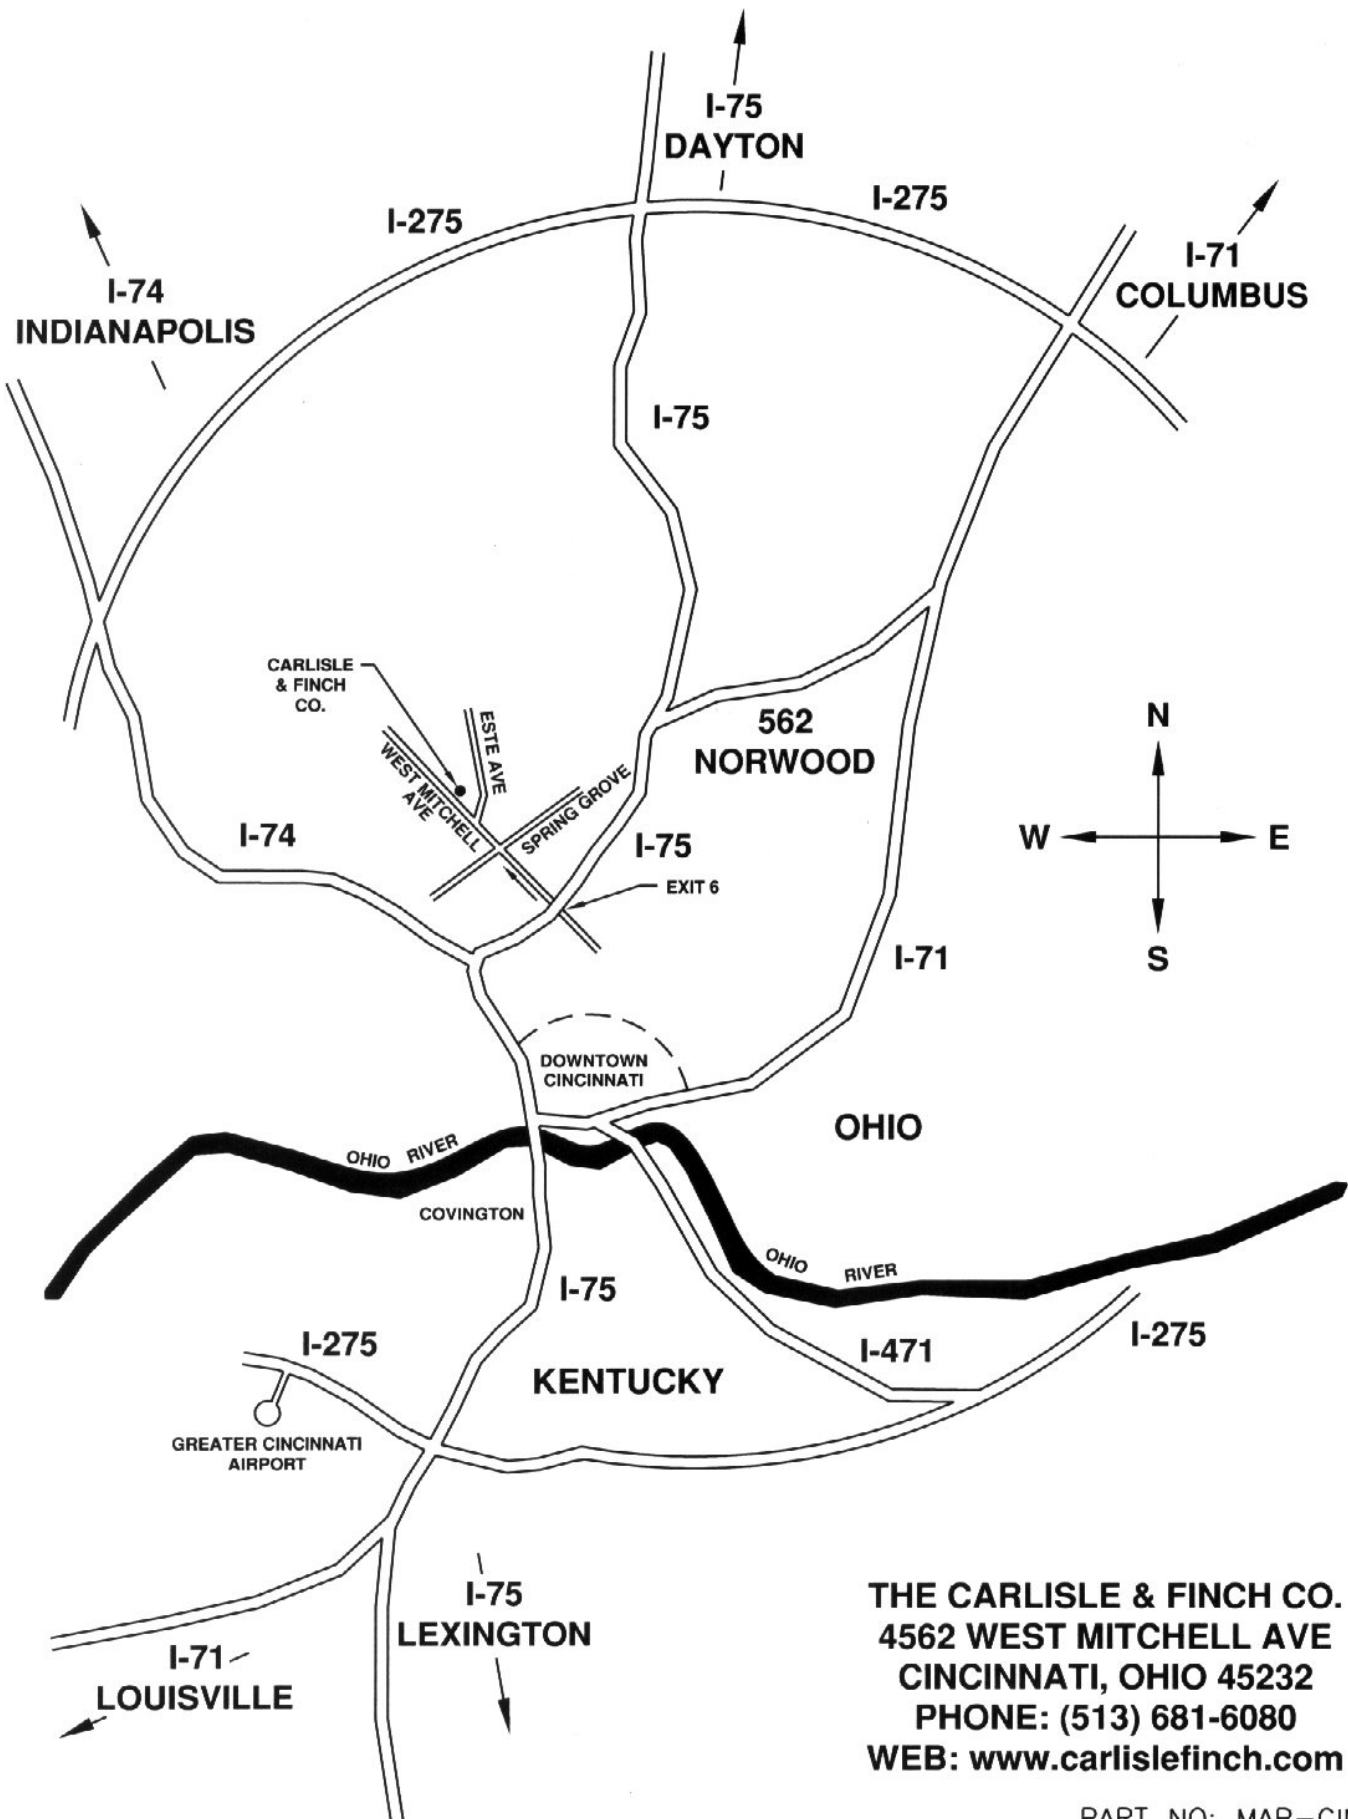 I-75
DAYTON
I-275
I-275
I-71
COLUMBUS
I-74
INDIANAPOLIS
I-75
CARLISLE
& FINCH
CO.
ESTE AVE
WEST MITCHELL
AVE
SPRING GROVE
562
NORWOOD
N
W
E
S
I-74
I-75
EXIT 6
I-71
DOWNTOWN
CINCINNATI
OHIO
OHIO RIVER
COVINGTON
OHIO RIVER
I-75
I-275
I-471
I-275
KENTUCKY
GREATER CINCINNATI
AIRPORT
I-75
LEXINGTON
I-71
LOUISVILLE
THE CARLISLE & FINCH CO.
4562 WEST MITCHELL AVE
CINCINNATI, OHIO 45232
PHONE: (513) 681-6080
WEB: www.carlislefinch.com
PART NO: MAP-